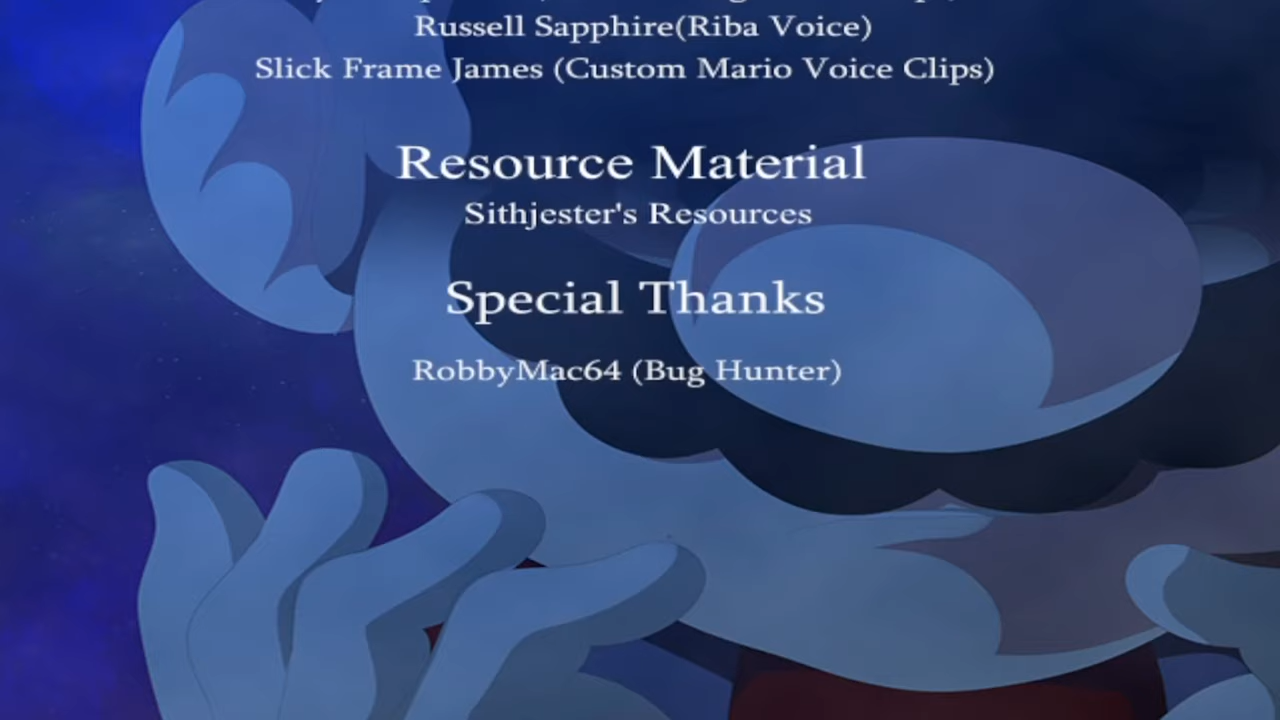 Russell Sapphire(Riba Voice)
Slick Frame James (Custom Mario Voice Clips)
Resource Material
Sithjester's Resources
Special Thanks
RobbyMac64 (Bug Hunter)